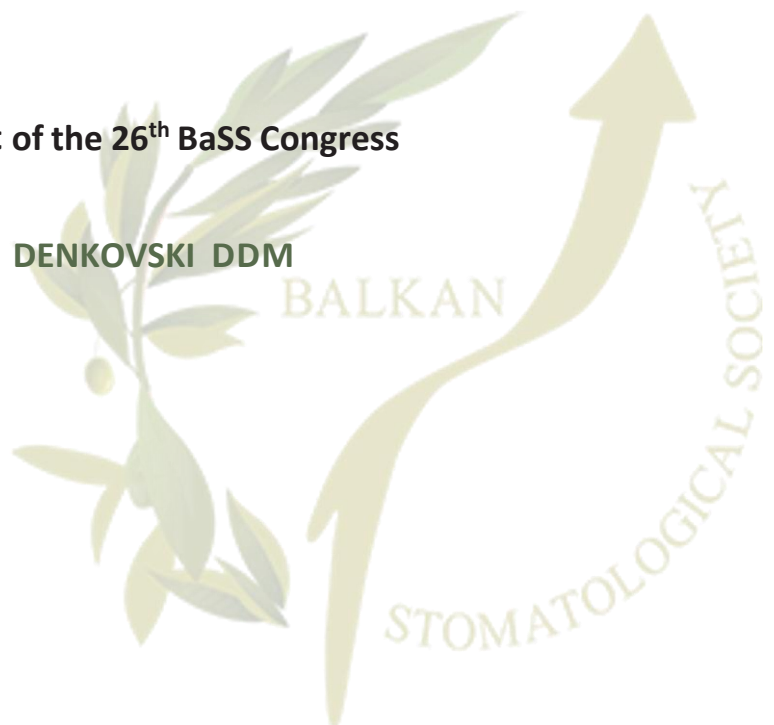 of the 26th BaSS Congress
DENKOVSKI DDM
BALKAN
STOMATOLOGICAL SOCIETY